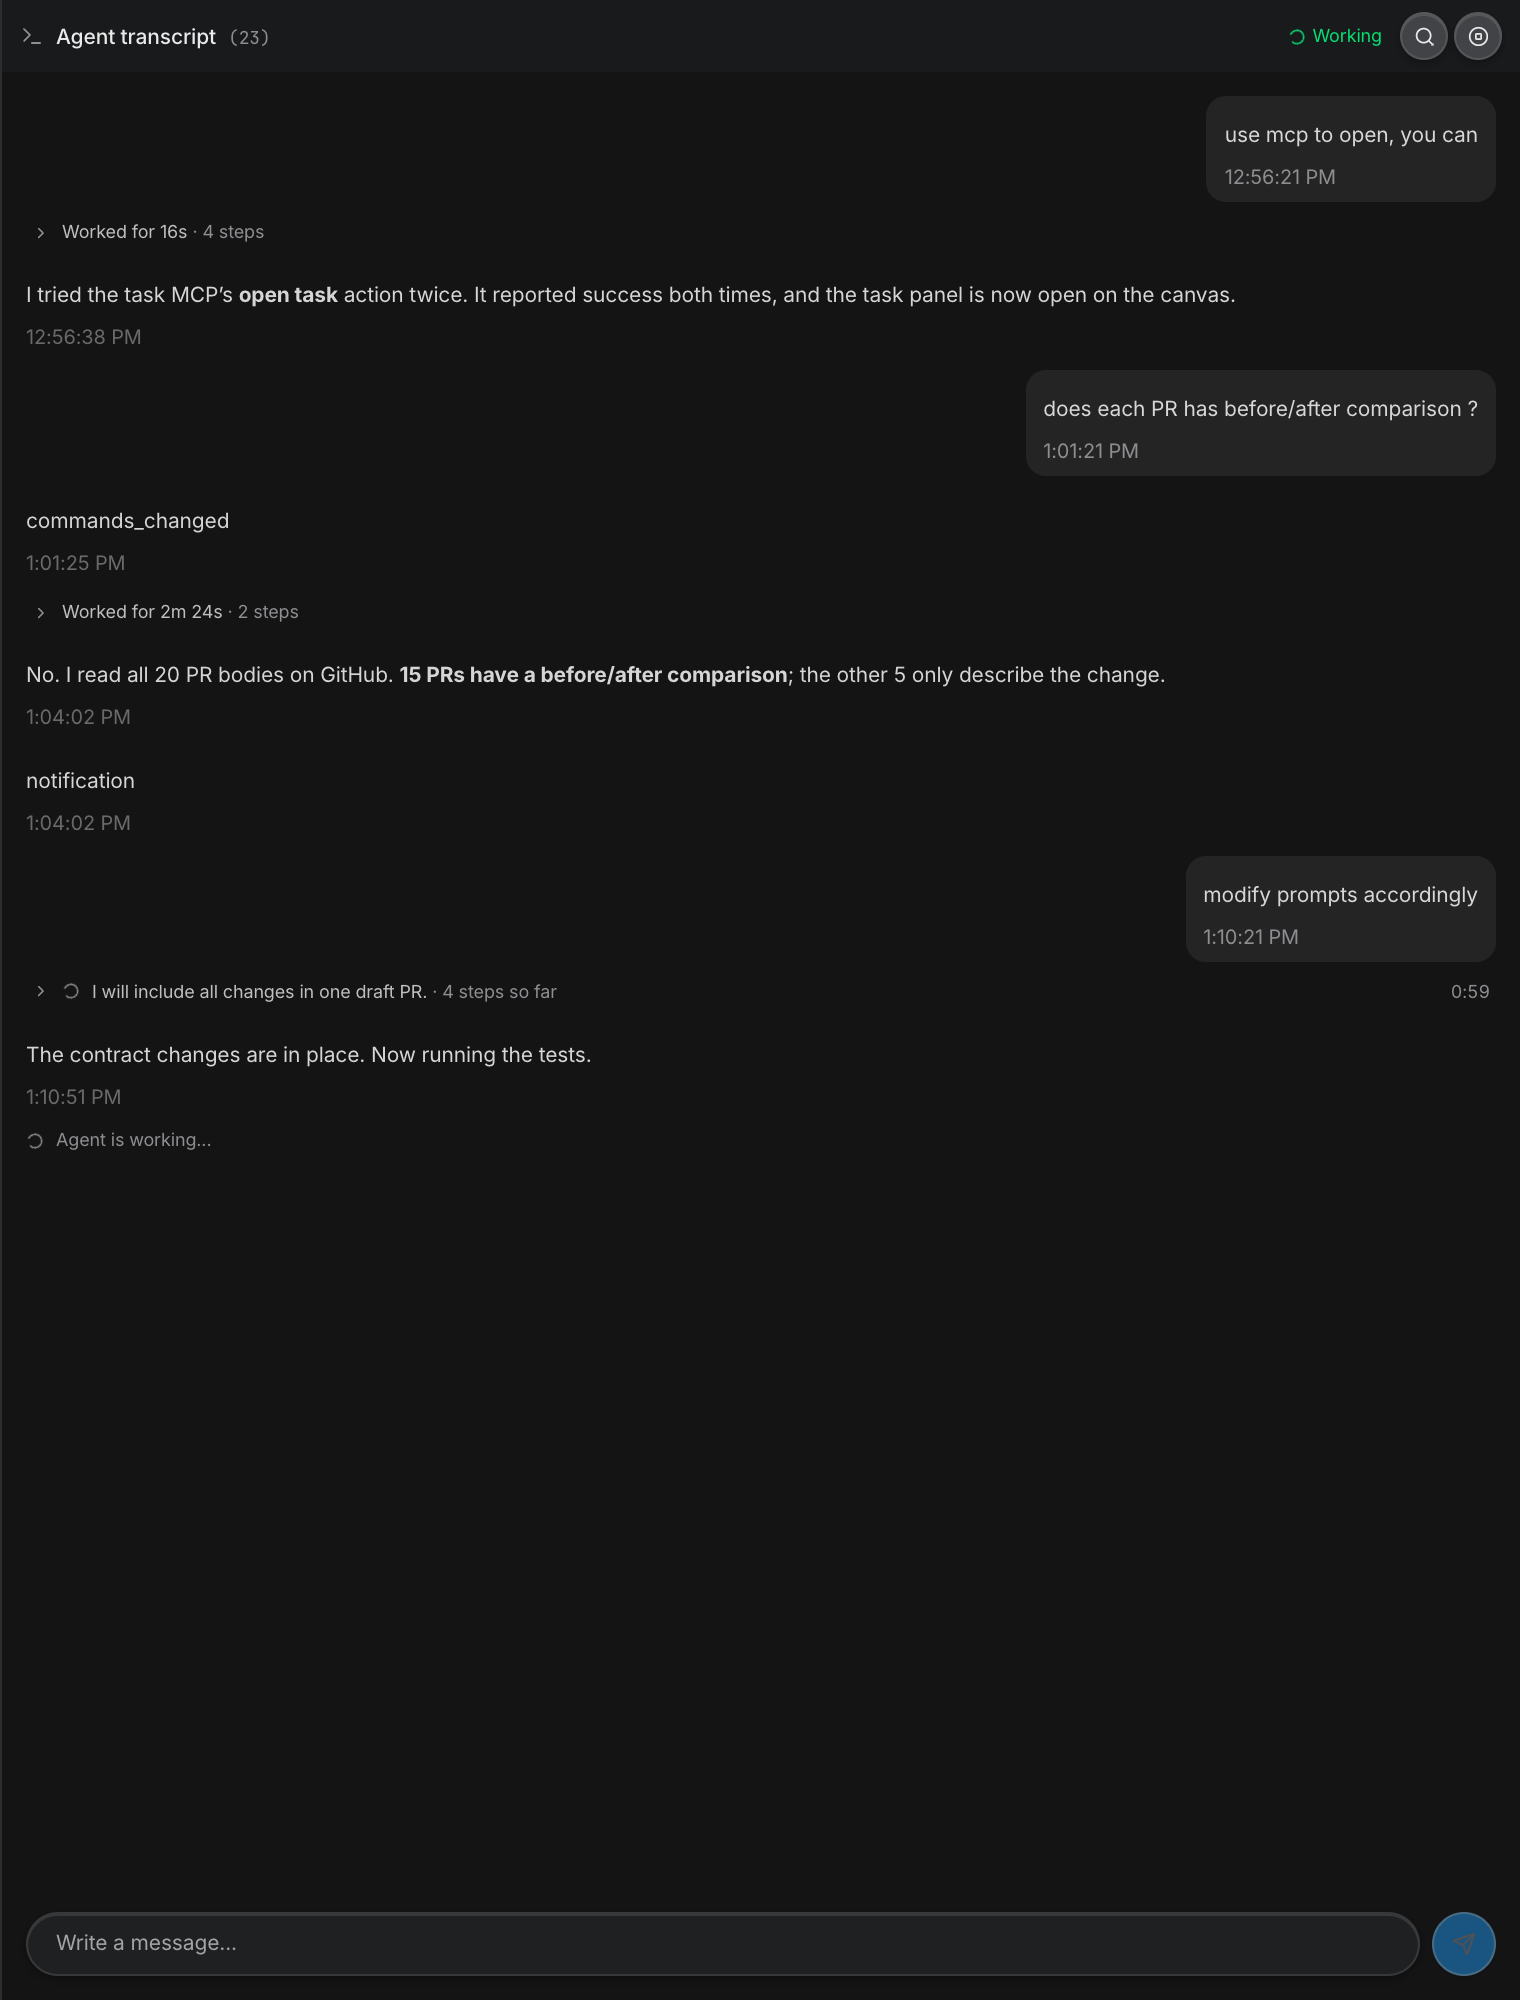 Agent transcript (23)
Working
use mcp to open, you can
12:56:21 PM
Worked for 16s · 4 steps
I tried the task MCP’s open task action twice. It reported success both times, and the task panel is now open on the canvas.
12:56:38 PM
does each PR has before/after comparison ?
1:01:21 PM
commands_changed
1:01:25 PM
Worked for 2m 24s · 2 steps
No. I read all 20 PR bodies on GitHub. 15 PRs have a before/after comparison; the other 5 only describe the change.
1:04:02 PM
notification
1:04:02 PM
modify prompts accordingly
1:10:21 PM
I will include all changes in one draft PR. · 4 steps so far
0:59
The contract changes are in place. Now running the tests.
1:10:51 PM
Agent is working...
Write a message...